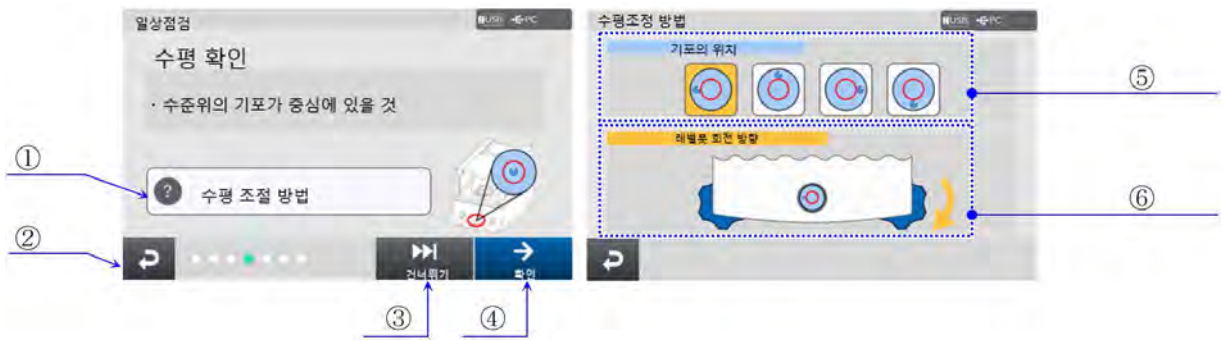 일상점검
USB PC
수평 확인
· 수준위의 기포가 중심에 있을 것
①
? 수평 조절 방법
②
건너뛰기
확인
③
④
수평조정 방법
USB PC
기포의 위치
⑤
레벨풋 회전 방향
⑥